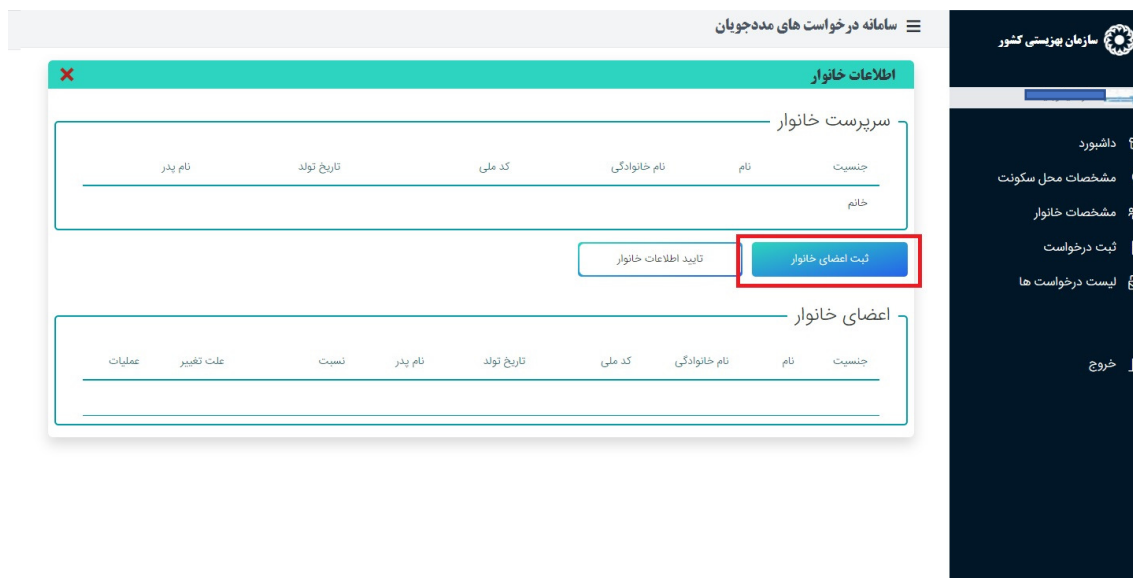 سازمان بهزیستی کشور
سامانه درخواست های مددجویان
داشبورد
مشخصات محل سکونت
مشخصات خانوار
ثبت درخواست
لیست درخواست ها
خروج
اطلاعات خانوار
سرپرست خانوار
جنسیت نام نام خانوادگی کد ملی تاریخ تولد نام پدر
خانم
ثبت اعضای خانوار تایید اطلاعات خانوار
اعضای خانوار
جنسیت نام نام خانوادگی کد ملی تاریخ تولد نام پدر نسبت علت تغییر عملیات